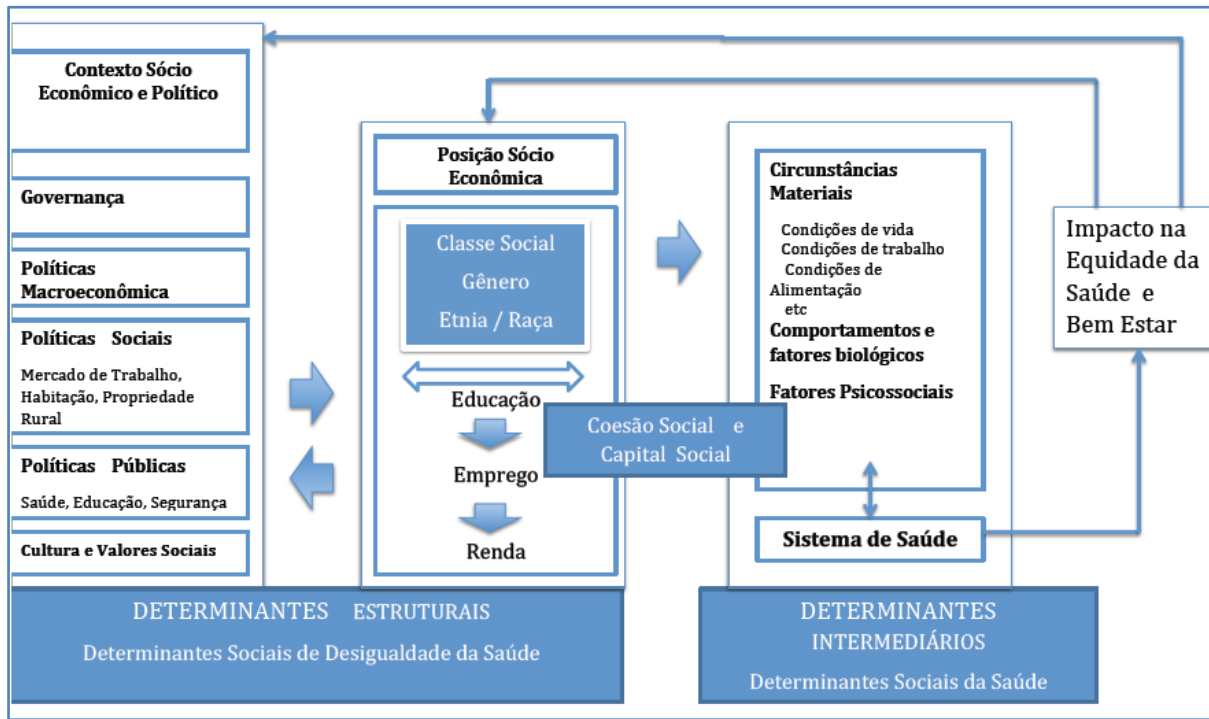 Contexto Sócio
Econômico e Político
Governança
Políticas
Macroeconômica
Políticas Sociais
Mercado de Trabalho,
Habitação, Propriedade
Rural
Políticas Públicas
Saúde, Educação, Segurança
Cultura e Valores Sociais
Posição Sócio
Econômica
Classe Social
Gênero
Etnia / Raça
Educação
Emprego
Renda
Coesão Social e
Capital Social
Circunstâncias
Materiais
Condições de vida
Condições de trabalho
Condições de
Alimentação
etc
Comportamentos e
fatores biológicos
Fatores Psicossociais
Sistema de Saúde
Impacto na
Equidade da
Saúde e
Bem Estar
DETERMINANTES ESTRUTURAIS
Determinantes Sociais de Desigualdade da Saúde
DETERMINANTES
INTERMEDIÁRIOS
Determinantes Sociais da Saúde